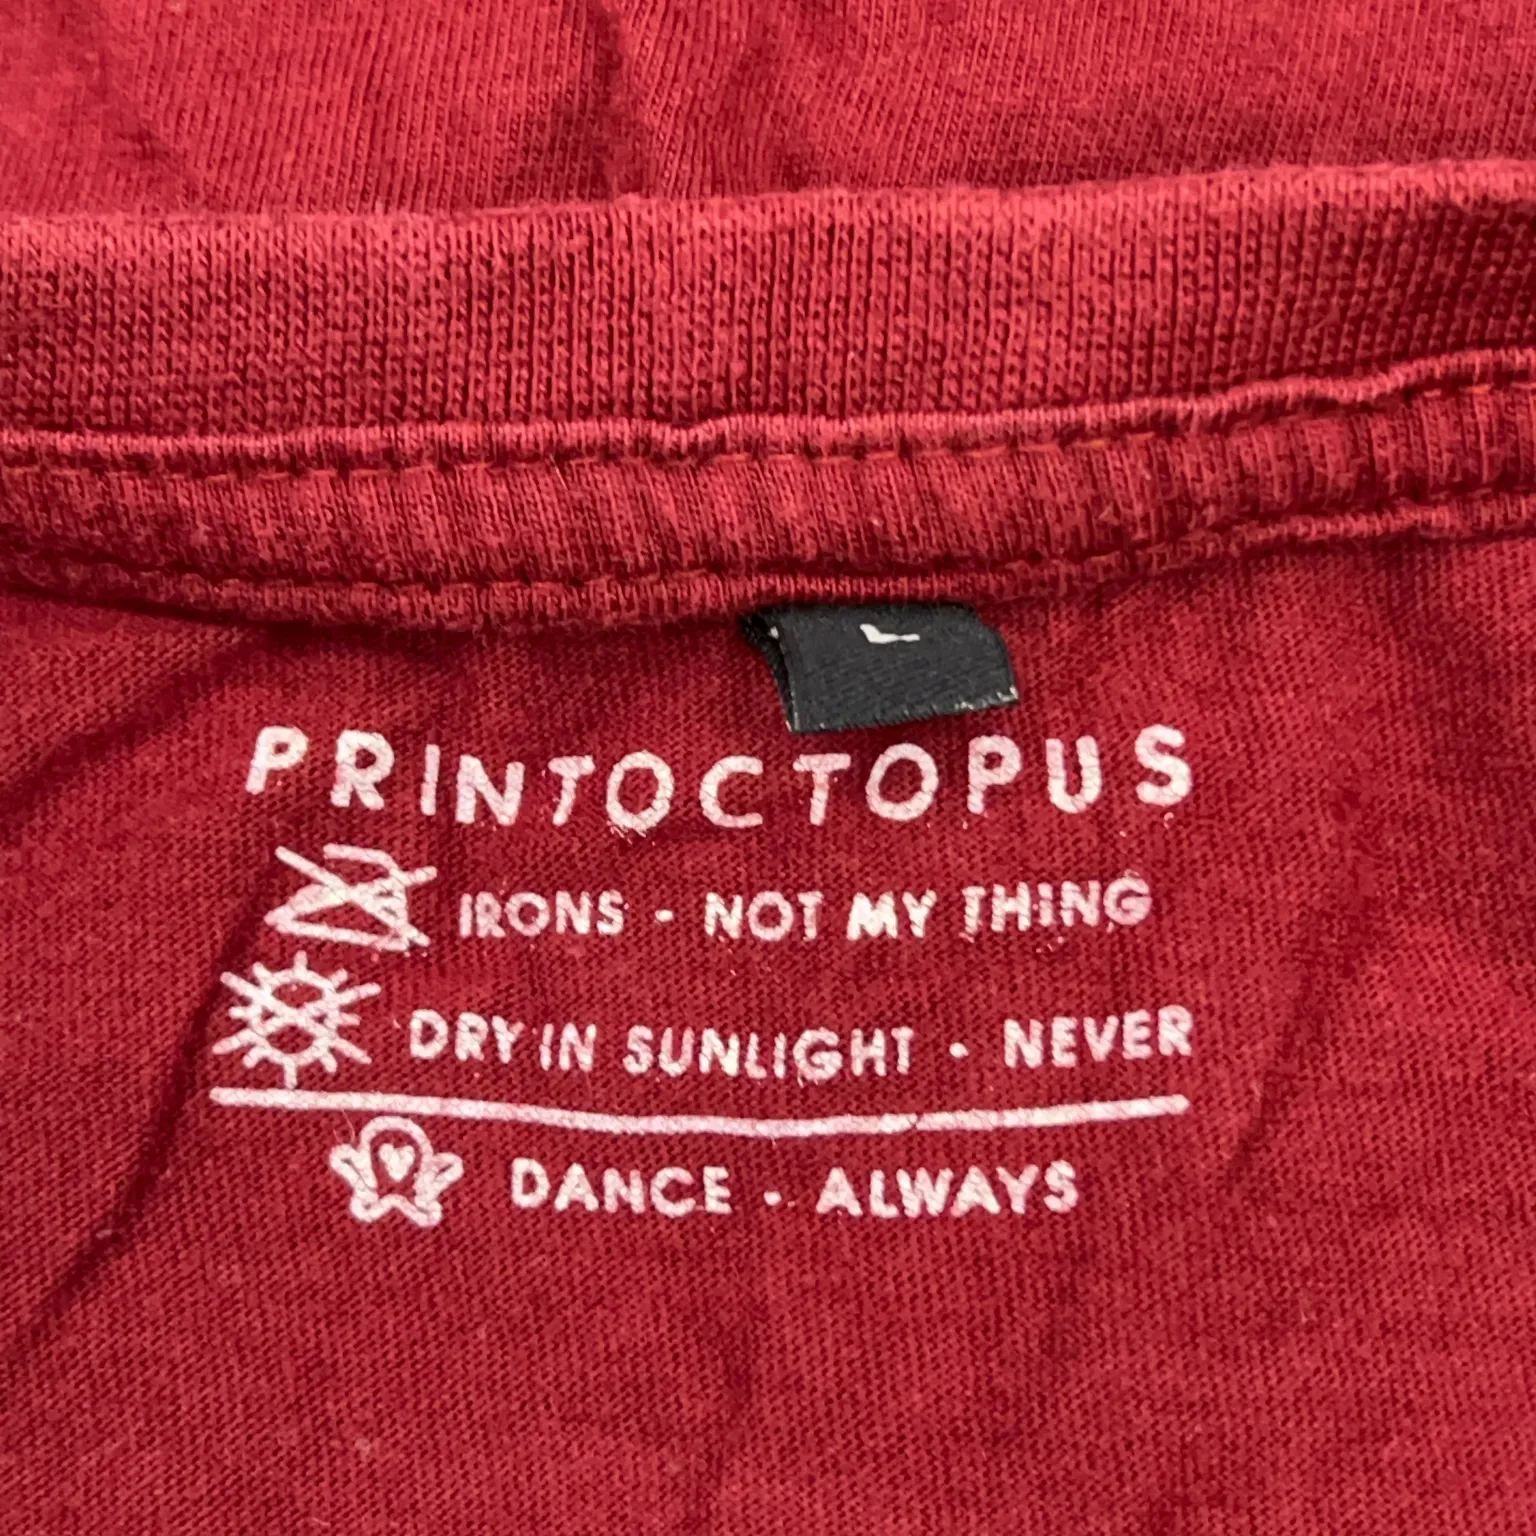 L
PRINTOCTOPUS
IRONS - NOT MY THING
DRY IN SUNLIGHT - NEVER
DANCE - ALWAYS